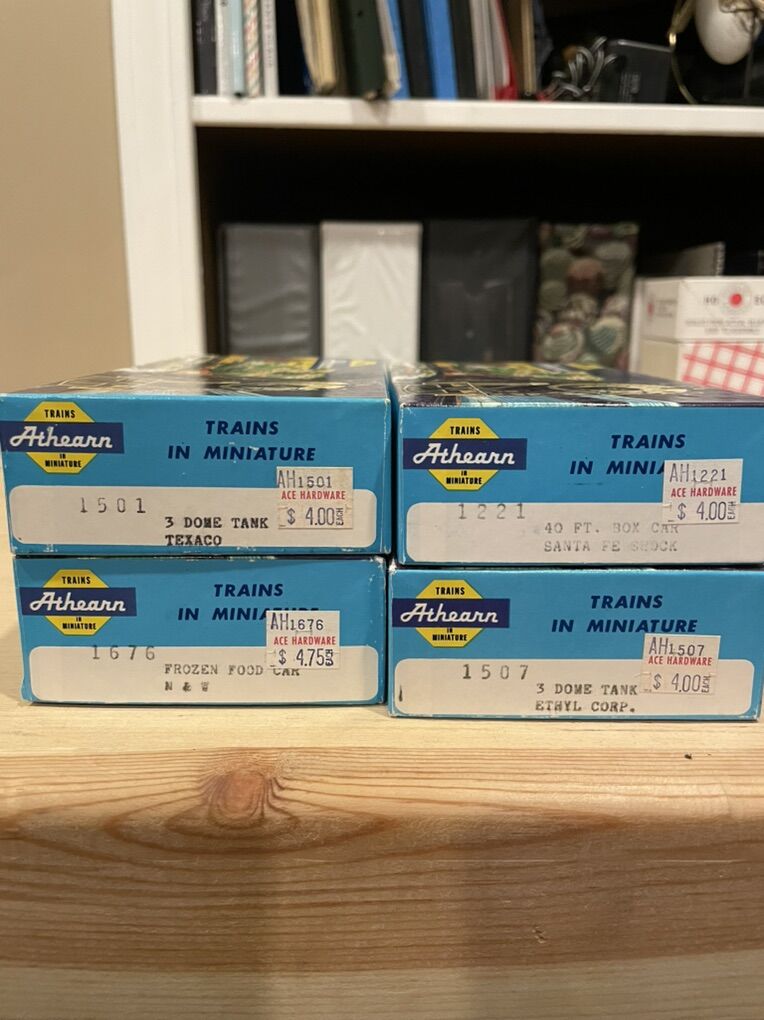 TRAINS
Athearn
IN
MINIATURE
TRAINS
IN MINIATURE
AH1501
ACE HARDWARE
$ 4.00 EACH
1501
3 DOME TANK
TEXACO
TRAINS
Athearn
IN
MINIATURE
TRAINS
IN MINIA
AH1221
ACE HARDWARE
$ 4.00 EACH
1221
40 FT. BOX CAR
SANTA FE SHOCK
TRAINS
Athearn
IN
MINIATURE
TRAINS
IN MINIATURE
AH1676
ACE HARDWARE
$ 4.75 EACH
1676
FROZEN FOOD CAR
N & W
TRAINS
Athearn
IN
MINIATURE
TRAINS
IN MINIATURE
AH1507
ACE HARDWARE
$ 4.00 EACH
1507
3 DOME TANK
ETHYL CORP.